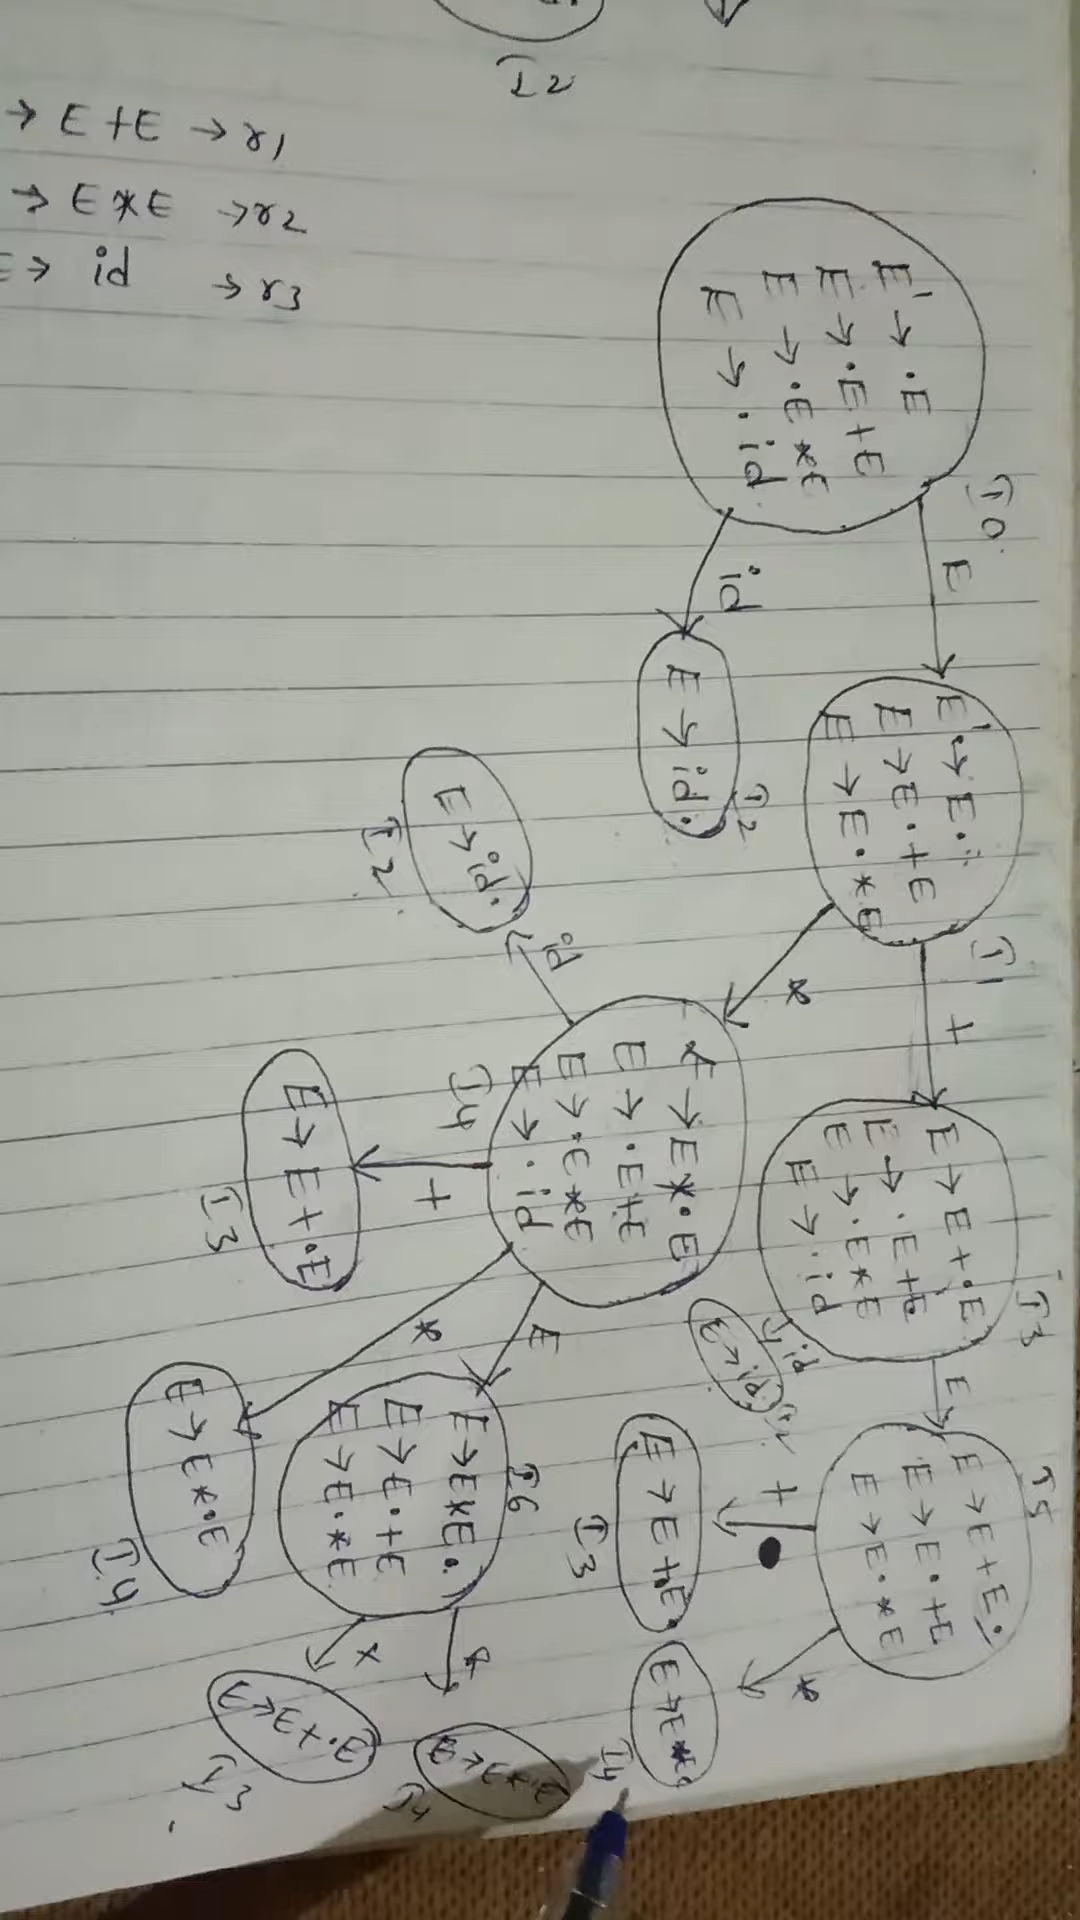 I2
→ E+E → r1
→ E*E → r2
E → id → r3
I0
E' → .E
E → .E+E
E → .E*E
E → .id
E
id
I1
E' → E.
E → E.+E
E → E.*E
I2
E → id.
+
*
I3
E → E+.E
E → .E+E
E → .E*E
E → .id
E
id
E → id.
I2
I4
E → E*.E
E → .E+E
E → .E*E
E → .id
id
E → id.
I2
+
E → E+.E
I3
*
E → E*.E
I4
E
I5
E → E+E.
E → E.+E
E → E.*E
+
E → E+.E
I3
*
E → E*.
I4
I6
E → E*E.
E → E.+E
E → E.*E
+
E → E+.E
I3
*
E → E*.E
I4